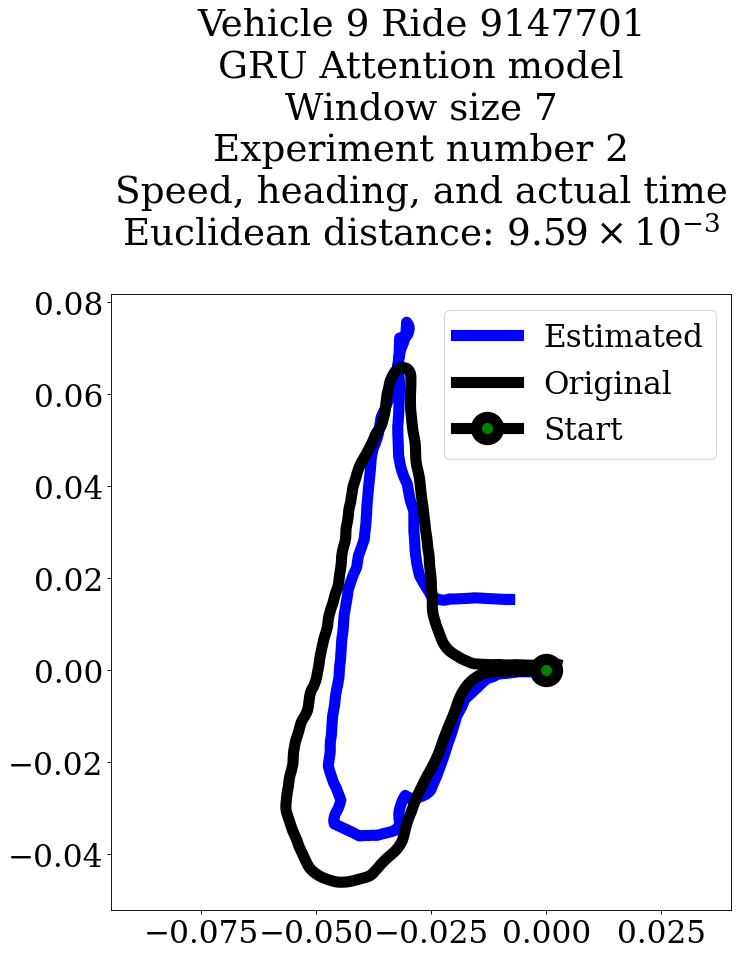 Vehicle 9 Ride 9147701
GRU Attention model
Window size 7
Experiment number 2
Speed, heading, and actual time
Euclidean distance: 9.59 × 10⁻³
0.08
0.06
0.04
0.02
0.00
−0.02
−0.04
Estimated
Original
Start
−0.075 −0.050 −0.025 0.000 0.025